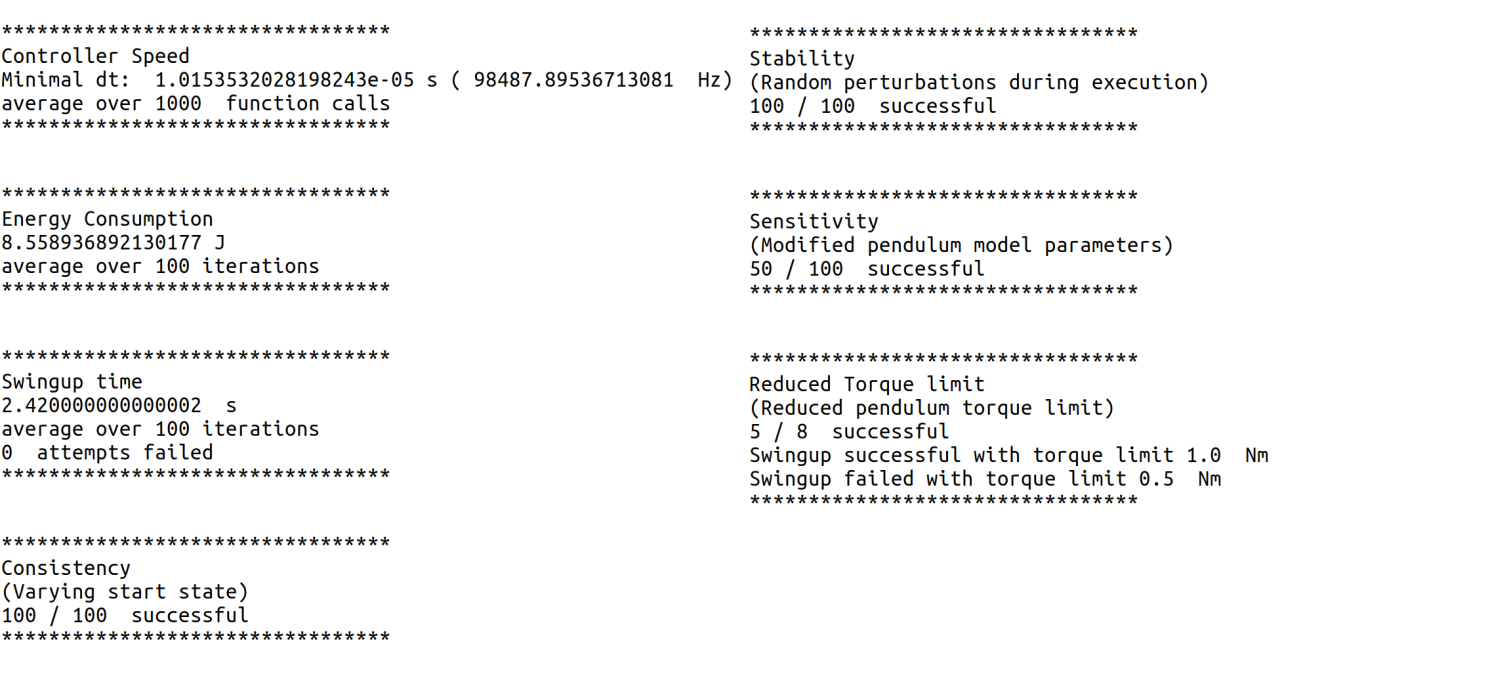 *********************************
Controller Speed
Minimal dt:  1.0153532028198243e-05 s ( 98487.89536713081  Hz)
average over 1000  function calls
*********************************
*********************************
Energy Consumption
8.558936892130177 J
average over 100 iterations
*********************************
*********************************
Swingup time
2.420000000000002  s
average over 100 iterations
0  attempts failed
*********************************
*********************************
Consistency
(Varying start state)
100 / 100  successful
*********************************
*********************************
Stability
(Random perturbations during execution)
100 / 100  successful
*********************************
*********************************
Sensitivity
(Modified pendulum model parameters)
50 / 100  successful
*********************************
*********************************
Reduced Torque limit
(Reduced pendulum torque limit)
5 / 8  successful
Swingup successful with torque limit 1.0  Nm
Swingup failed with torque limit 0.5  Nm
*********************************